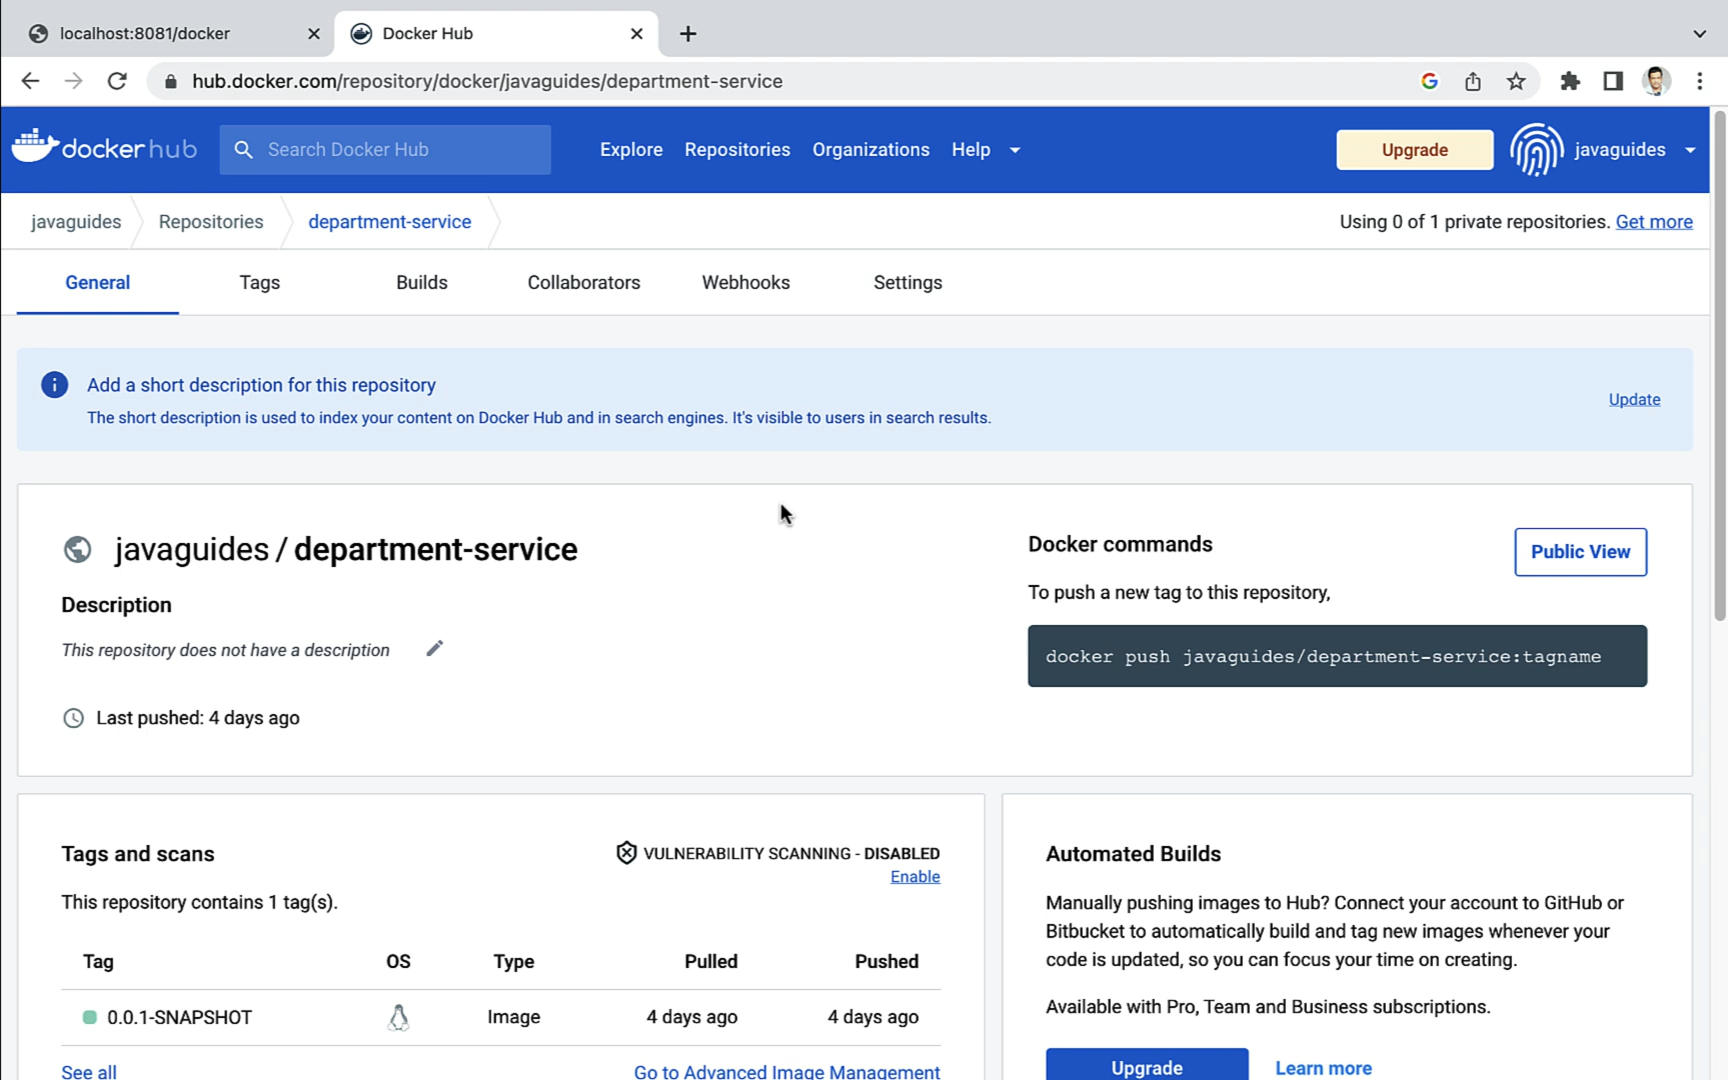 localhost:8081/docker
Docker Hub
hub.docker.com/repository/docker/javaguides/department-service
G
dockerhub
Search Docker Hub
Explore
Repositories
Organizations
Help
Upgrade
javaguides
javaguides
Repositories
department-service
Using 0 of 1 private repositories. Get more
General
Tags
Builds
Collaborators
Webhooks
Settings
i
Add a short description for this repository
The short description is used to index your content on Docker Hub and in search engines. It's visible to users in search results.
Update
javaguides / department-service
Description
This repository does not have a description
Last pushed: 4 days ago
Docker commands
Public View
To push a new tag to this repository,
docker push javaguides/department-service:tagname
Tags and scans
VULNERABILITY SCANNING - DISABLED
Enable
This repository contains 1 tag(s).
Tag OS Type Pulled Pushed
0.0.1-SNAPSHOT Image 4 days ago 4 days ago
See all
Go to Advanced Image Management
Automated Builds
Manually pushing images to Hub? Connect your account to GitHub or
Bitbucket to automatically build and tag new images whenever your
code is updated, so you can focus your time on creating.
Available with Pro, Team and Business subscriptions.
Upgrade
Learn more